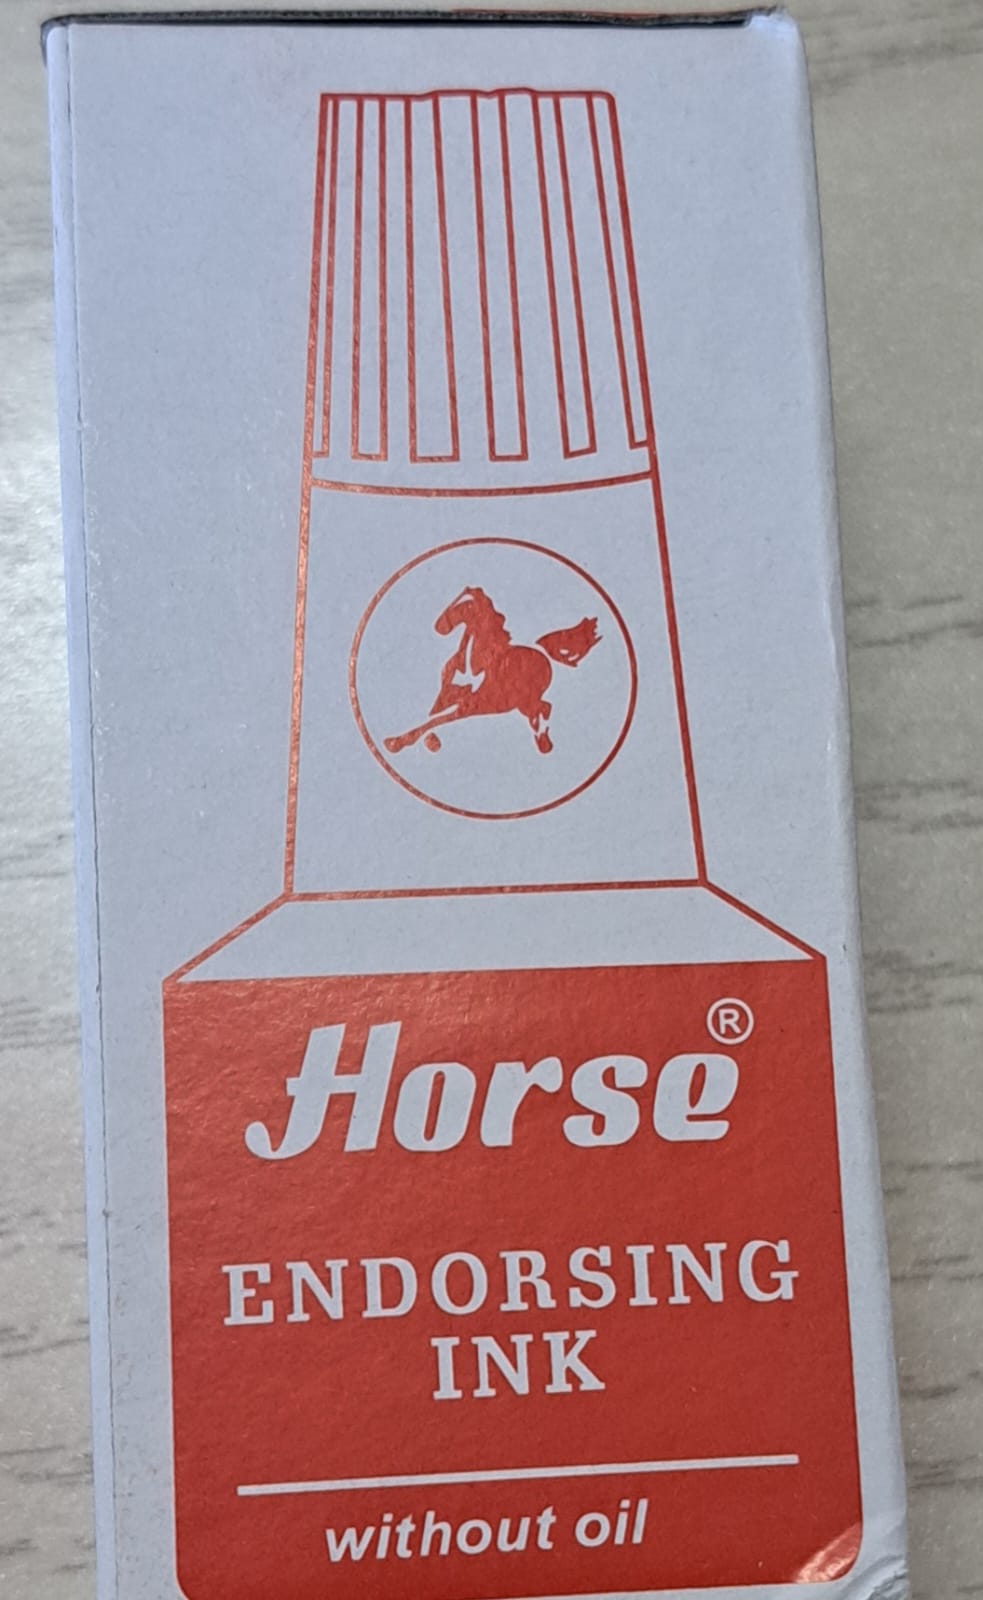 Horse®
ENDORSING
INK
without oil